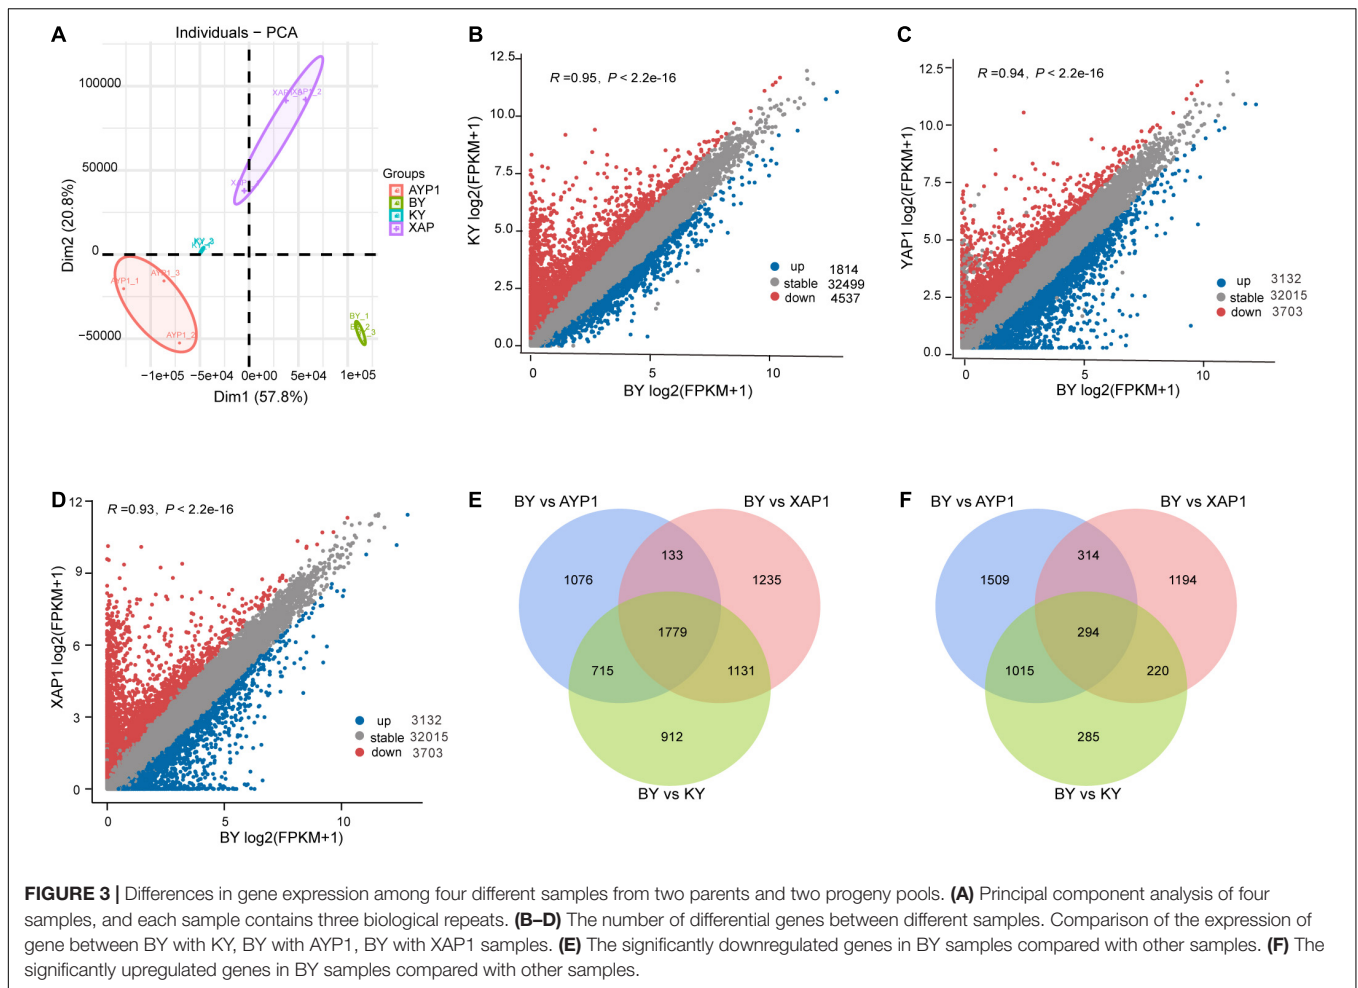 A
Individuals − PCA
100000
50000
0
−50000
Dim2 (20.8%)
−1e+05 −5e+04 0e+00 5e+04 1e+05
Dim1 (57.8%)
XAP1_2
AYP1_1
AYP1_3
AYP1_2
KY_3
BY_1
Groups
AYP1
BY
KY
XAP
B
R =0.95, P < 2.2e-16
12.5
10.0
7.5
5.0
2.5
0.0
KY log2(FPKM+1)
up 1814
stable 32499
down 4537
0 5 10
BY log2(FPKM+1)
C
R =0.94, P < 2.2e-16
12.5
10.0
7.5
5.0
2.5
0.0
YAP1 log2(FPKM+1)
up 3132
stable 32015
down 3703
0 5 10
BY log2(FPKM+1)
D
R =0.93, P < 2.2e-16
12
9
6
3
0
XAP1 log2(FPKM+1)
up 3132
stable 32015
down 3703
0 5 10
BY log2(FPKM+1)
E
BY vs AYP1 BY vs XAP1
133
1076 1235
1779
715 1131
912
BY vs KY
F
BY vs AYP1 BY vs XAP1
314
1509 1194
294
1015 220
285
BY vs KY
FIGURE 3 | Differences in gene expression among four different samples from two parents and two progeny pools. (A) Principal component analysis of four
samples, and each sample contains three biological repeats. (B–D) The number of differential genes between different samples. Comparison of the expression of
gene between BY with KY, BY with AYP1, BY with XAP1 samples. (E) The significantly downregulated genes in BY samples compared with other samples. (F) The
significantly upregulated genes in BY samples compared with other samples.